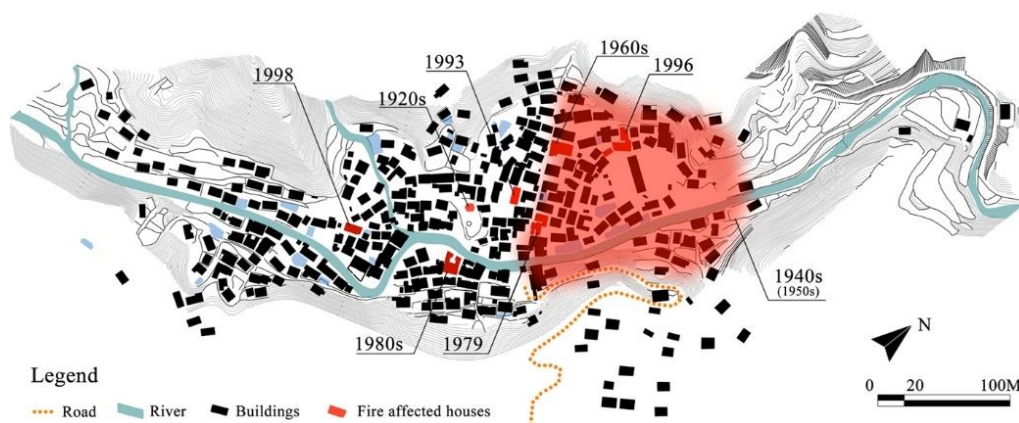 1960s
1993
1996
1998
1920s
N
1940s
(1950s)
1980s
1979
Legend
Road
River
Buildings
Fire affected houses
0 20 100M